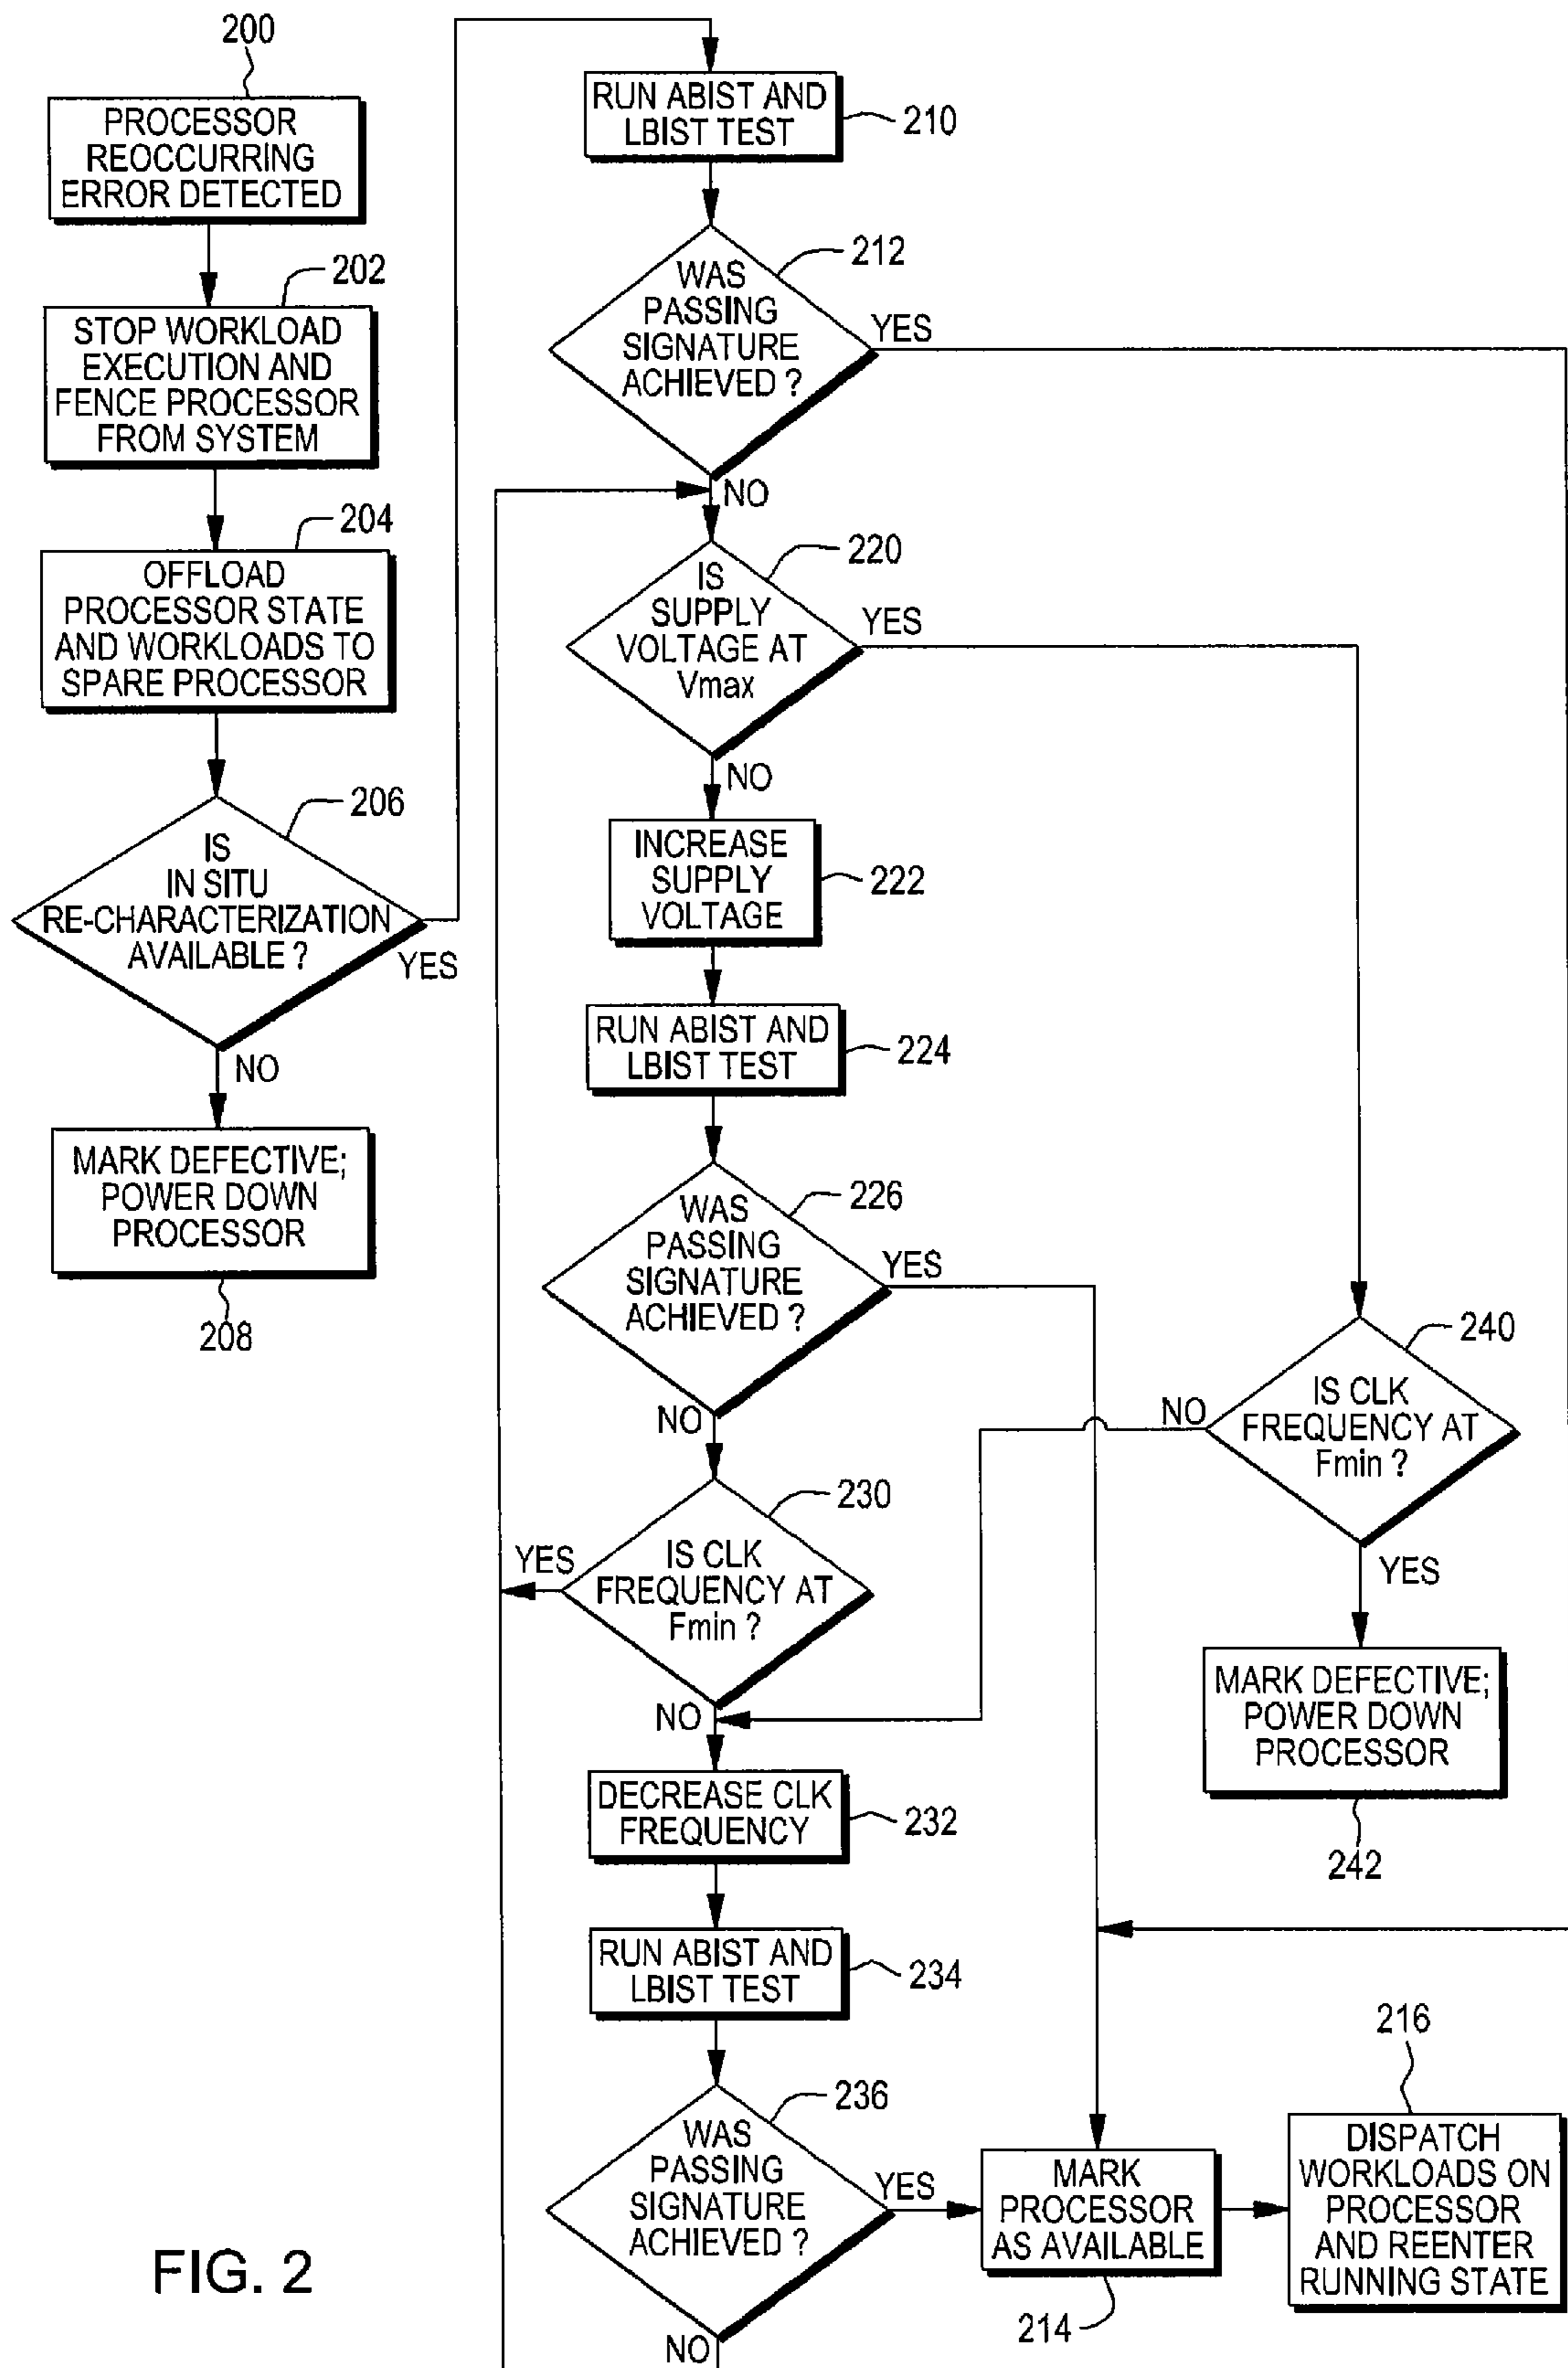 200
PROCESSOR
REOCCURRING
ERROR DETECTED
202
STOP WORKLOAD
EXECUTION AND
FENCE PROCESSOR
FROM SYSTEM
204
OFFLOAD
PROCESSOR STATE
AND WORKLOADS TO
SPARE PROCESSOR
206
IS
IN SITU
RE-CHARACTERIZATION
AVAILABLE ?
YES
NO
MARK DEFECTIVE;
POWER DOWN
PROCESSOR
208
RUN ABIST AND
LBIST TEST
210
212
WAS
PASSING
SIGNATURE
ACHIEVED ?
YES
NO
220
IS
SUPPLY
VOLTAGE AT
Vmax
YES
NO
INCREASE
SUPPLY
VOLTAGE
222
RUN ABIST AND
LBIST TEST
224
226
WAS
PASSING
SIGNATURE
ACHIEVED ?
YES
NO
230
IS CLK
FREQUENCY AT
Fmin ?
YES
NO
240
IS CLK
FREQUENCY AT
Fmin ?
NO
YES
MARK DEFECTIVE;
POWER DOWN
PROCESSOR
242
DECREASE CLK
FREQUENCY
232
RUN ABIST AND
LBIST TEST
234
236
WAS
PASSING
SIGNATURE
ACHIEVED ?
YES
NO
MARK
PROCESSOR
AS AVAILABLE
214
216
DISPATCH
WORKLOADS ON
PROCESSOR
AND REENTER
RUNNING STATE
FIG. 2